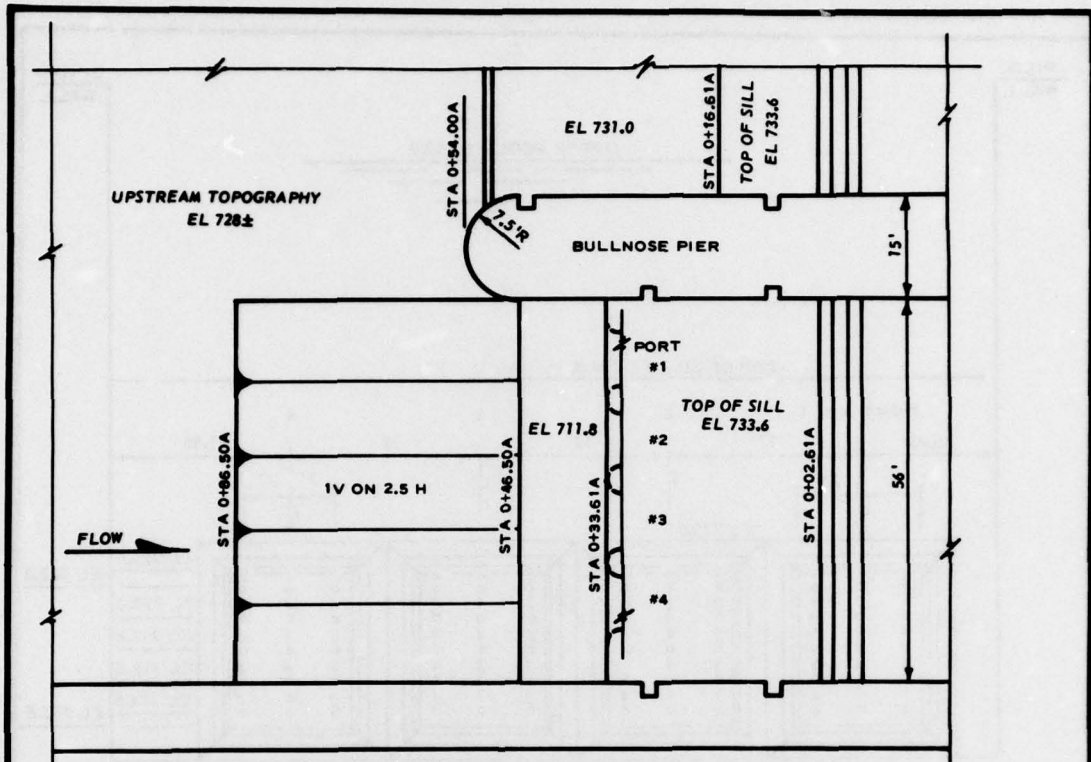 STA 0+54.00A
EL 731.0
STA 0+16.61A
TOP OF SILL
EL 733.6
UPSTREAM TOPOGRAPHY
EL 728±
7.5'R
BULLNOSE PIER
15'
PORT
#1
TOP OF SILL
EL 733.6
EL 711.8
#2
STA 0+86.50A
1V ON 2.5 H
STA 0+46.50A
STA 0+33.61A
STA 0+02.61A
56'
#3
FLOW
#4